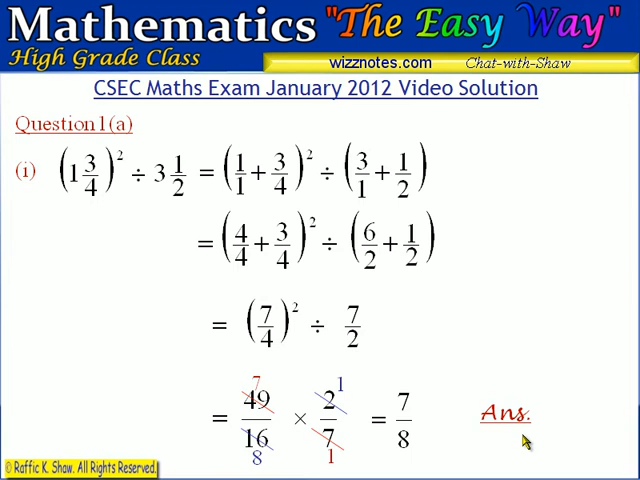 Mathematics "The Easy Way"
High Grade Class
wizznotes.com Chat-with-Shaw
CSEC Maths Exam January 2012 Video Solution
Question1(a)
(i) (1 3/4)² ÷ 3 1/2 = (1/1 + 3/4)² ÷ (3/1 + 1/2)
= (4/4 + 3/4)² ÷ (6/2 + 1/2)
= (7/4)² ÷ 7/2
7 1
= 49/16 × 2/7 = 7/8 Ans.
8 1
© Raffic K. Shaw. All Rights Reserved.